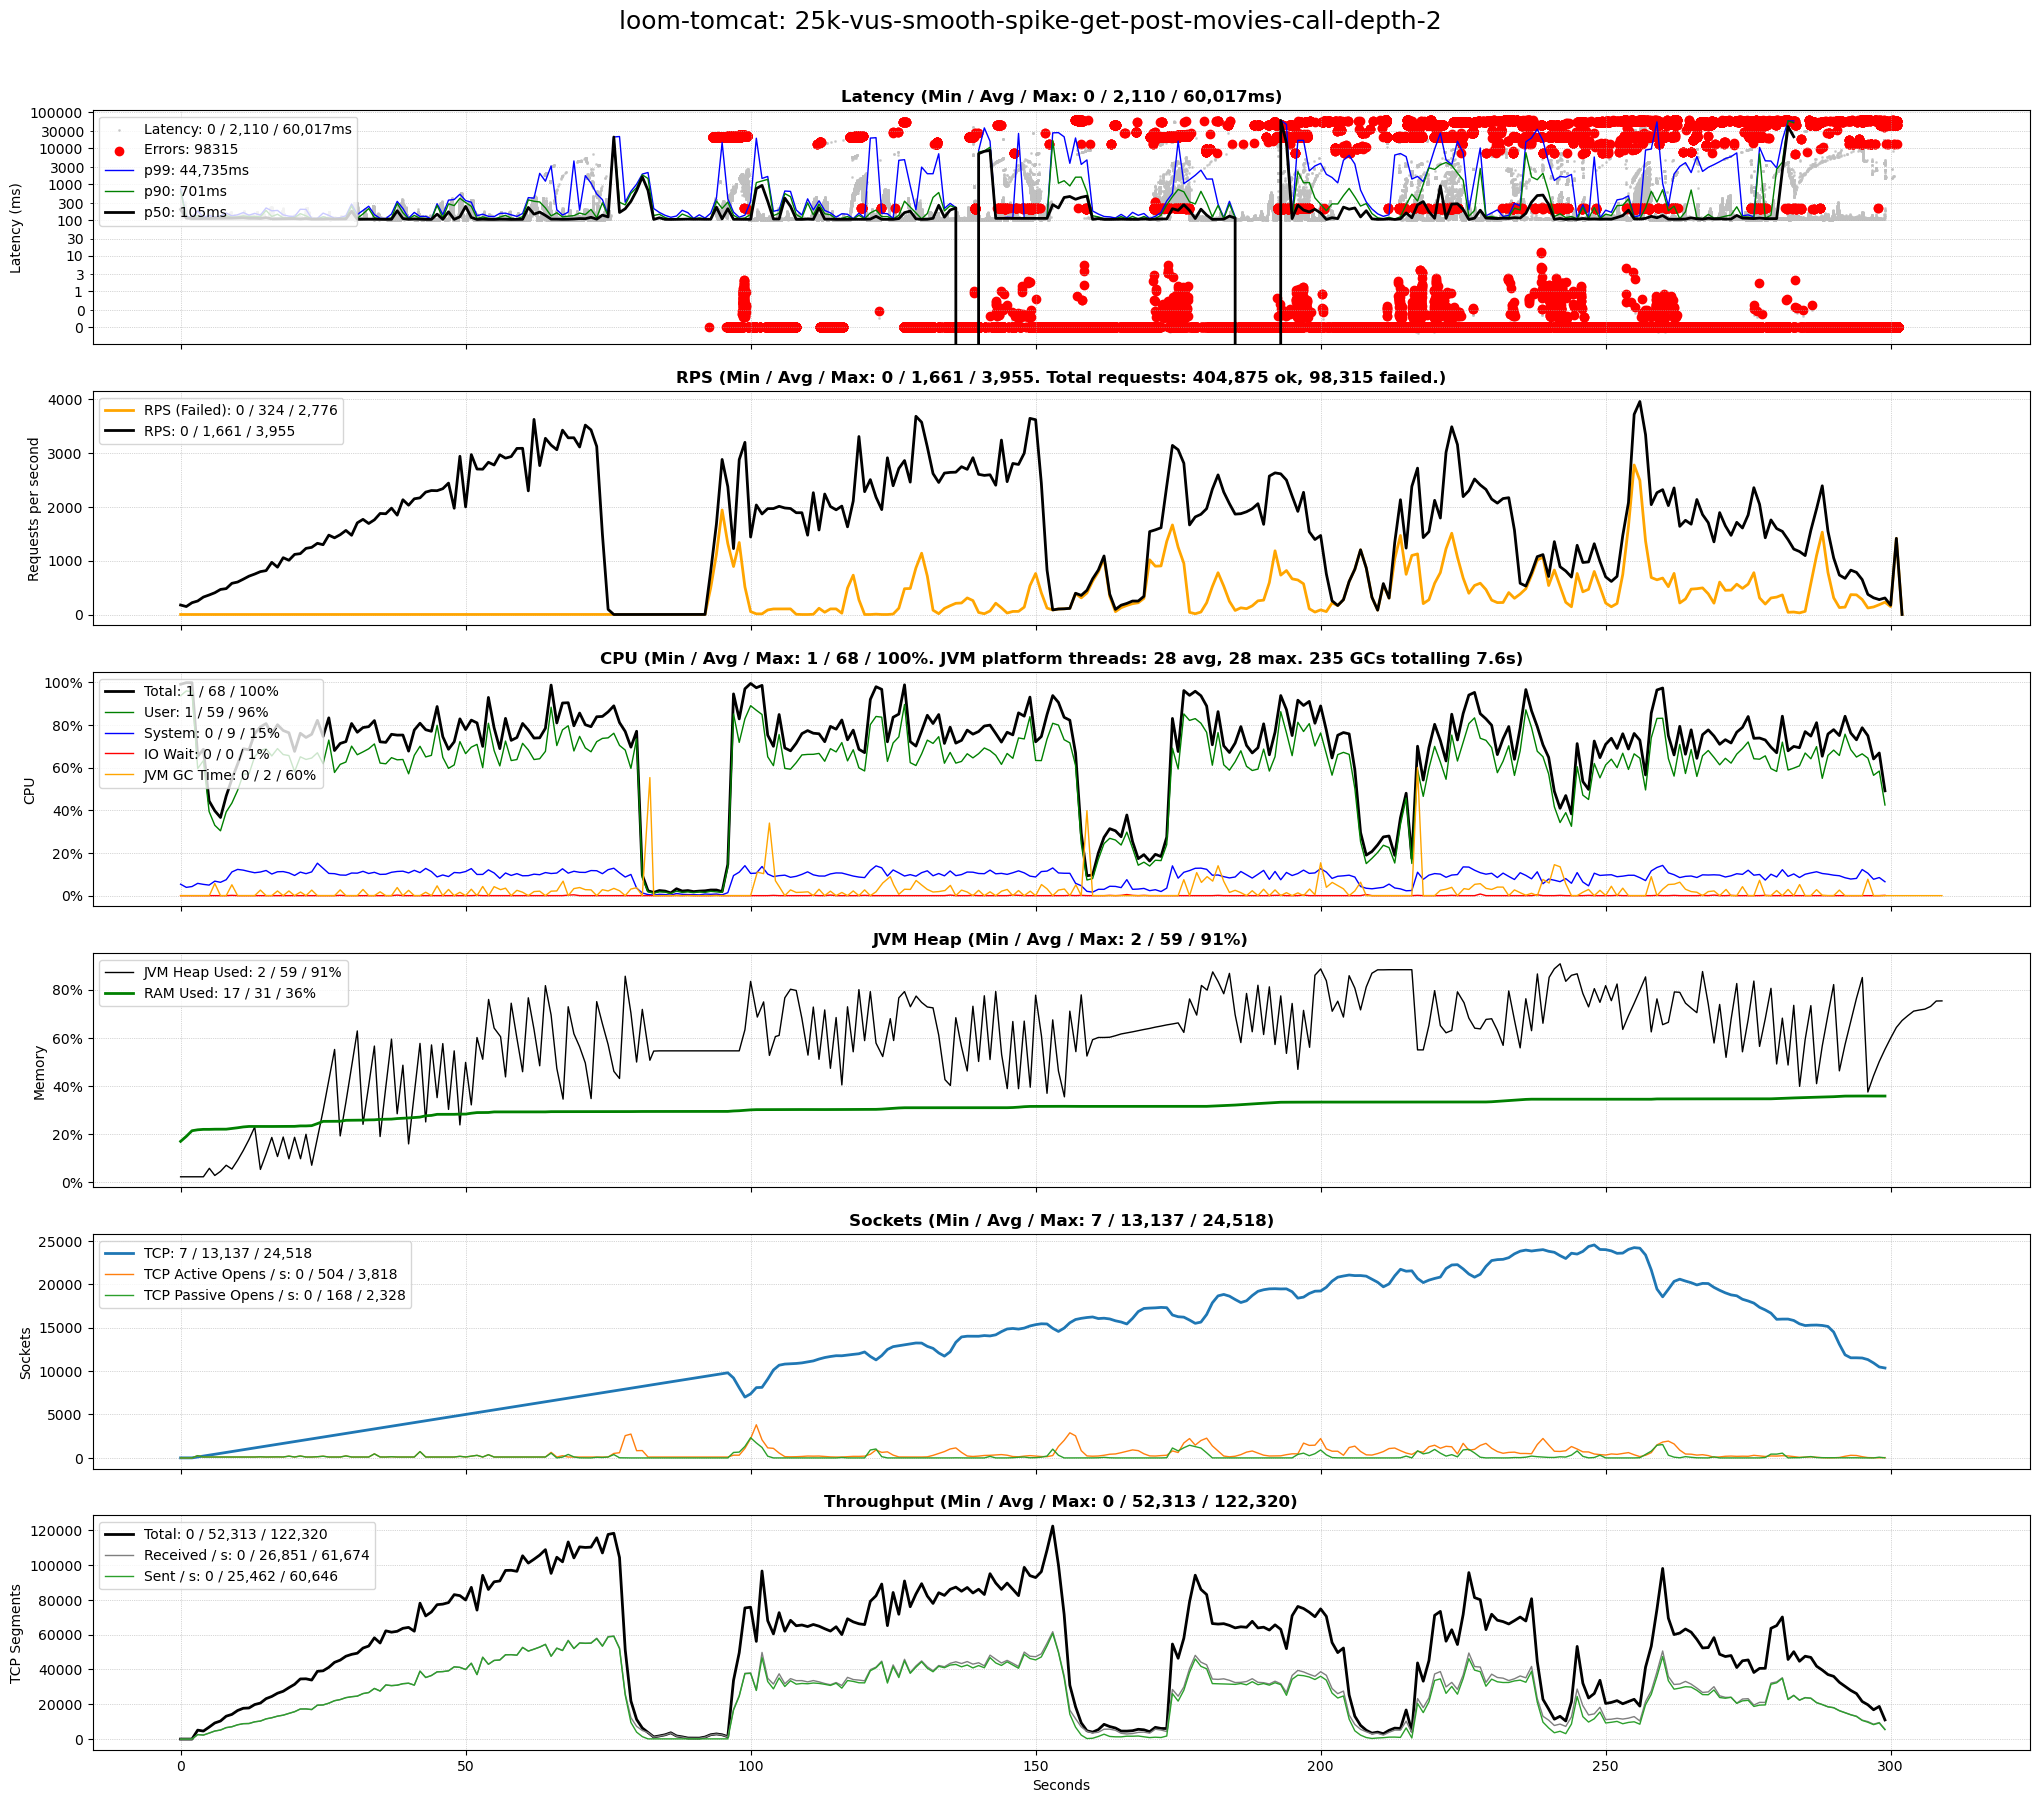 loom-tomcat: 25k-vus-smooth-spike-get-post-movies-call-depth-2
Latency (Min / Avg / Max: 0 / 2,110 / 60,017ms)
Latency (ms)
100000
30000
10000
3000
1000
300
100
30
10
3
1
0
0
Latency: 0 / 2,110 / 60,017ms
Errors: 98315
p99: 44,735ms
p90: 701ms
p50: 105ms
RPS (Min / Avg / Max: 0 / 1,661 / 3,955. Total requests: 404,875 ok, 98,315 failed.)
Requests per second
4000
3000
2000
1000
0
RPS (Failed): 0 / 324 / 2,776
RPS: 0 / 1,661 / 3,955
CPU (Min / Avg / Max: 1 / 68 / 100%. JVM platform threads: 28 avg, 28 max. 235 GCs totalling 7.6s)
CPU
100%
80%
60%
40%
20%
0%
Total: 1 / 68 / 100%
User: 1 / 59 / 96%
System: 0 / 9 / 15%
IO Wait: 0 / 0 / 1%
JVM GC Time: 0 / 2 / 60%
JVM Heap (Min / Avg / Max: 2 / 59 / 91%)
Memory
80%
60%
40%
20%
0%
JVM Heap Used: 2 / 59 / 91%
RAM Used: 17 / 31 / 36%
Sockets (Min / Avg / Max: 7 / 13,137 / 24,518)
Sockets
25000
20000
15000
10000
5000
0
TCP: 7 / 13,137 / 24,518
TCP Active Opens / s: 0 / 504 / 3,818
TCP Passive Opens / s: 0 / 168 / 2,328
Throughput (Min / Avg / Max: 0 / 52,313 / 122,320)
TCP Segments
120000
100000
80000
60000
40000
20000
0
Total: 0 / 52,313 / 122,320
Received / s: 0 / 26,851 / 61,674
Sent / s: 0 / 25,462 / 60,646
0 50 100 150 200 250 300
Seconds